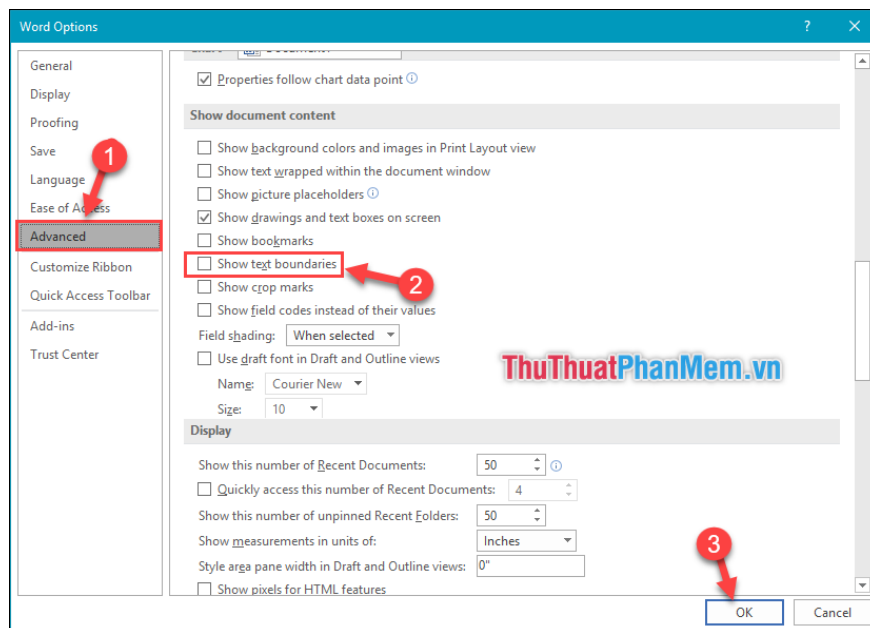 Word Options
General
Display
Proofing
Save
Language
Ease of Access
Advanced
Customize Ribbon
Quick Access Toolbar
Add-ins
Trust Center
1
Properties follow chart data point
Show document content
Show background colors and images in Print Layout view
Show text wrapped within the document window
Show picture placeholders
Show drawings and text boxes on screen
Show bookmarks
Show text boundaries
2
Show crop marks
Show field codes instead of their values
Field shading: When selected
Use draft font in Draft and Outline views
ThuThuatPhanMem.vn
Name: Courier New
Size: 10
Display
Show this number of Recent Documents: 50
Quickly access this number of Recent Documents: 4
Show this number of unpinned Recent Folders: 50
Show measurements in units of: Inches
Style area pane width in Draft and Outline views: 0"
Show pixels for HTML features
3
OK Cancel